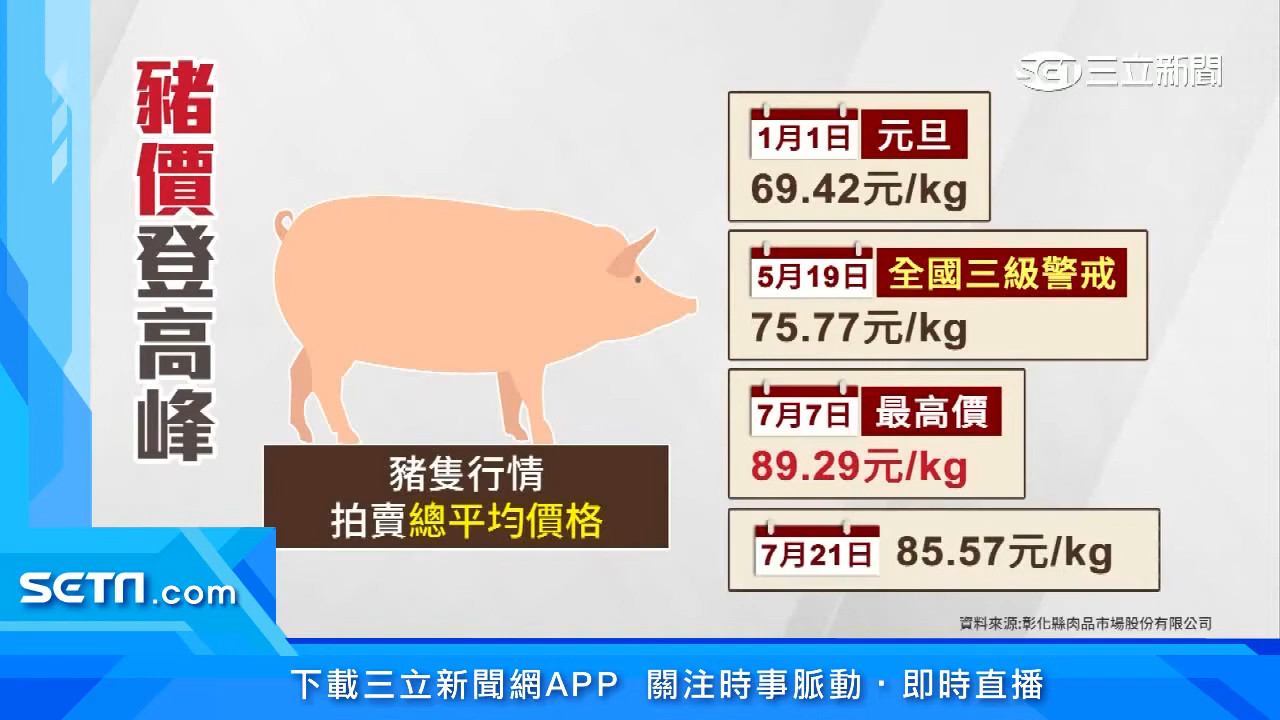 豬價登高峰
SET三立新聞
1月1日 元旦
69.42元/kg
5月19日 全國三級警戒
75.77元/kg
7月7日 最高價
89.29元/kg
7月21日 85.57元/kg
豬隻行情
拍賣總平均價格
資料來源:彰化縣肉品市場股份有限公司
SETN.com
下載三立新聞網APP 關注時事脈動・即時直播